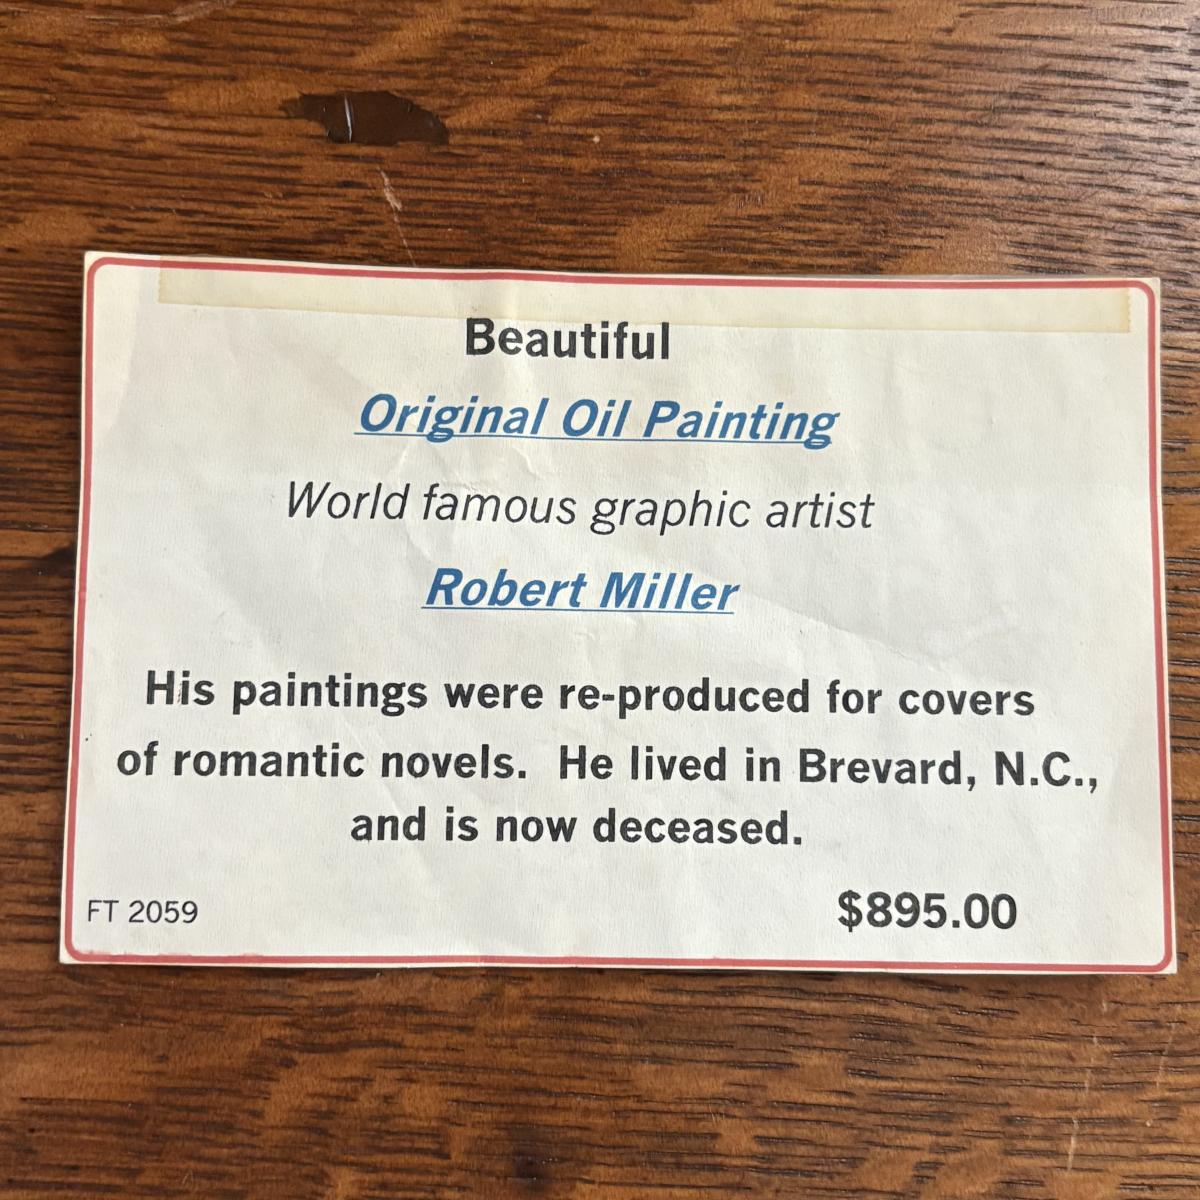 Beautiful
Original Oil Painting
World famous graphic artist
Robert Miller
His paintings were re-produced for covers
of romantic novels.  He lived in Brevard, N.C.,
and is now deceased.
FT 2059
$895.00